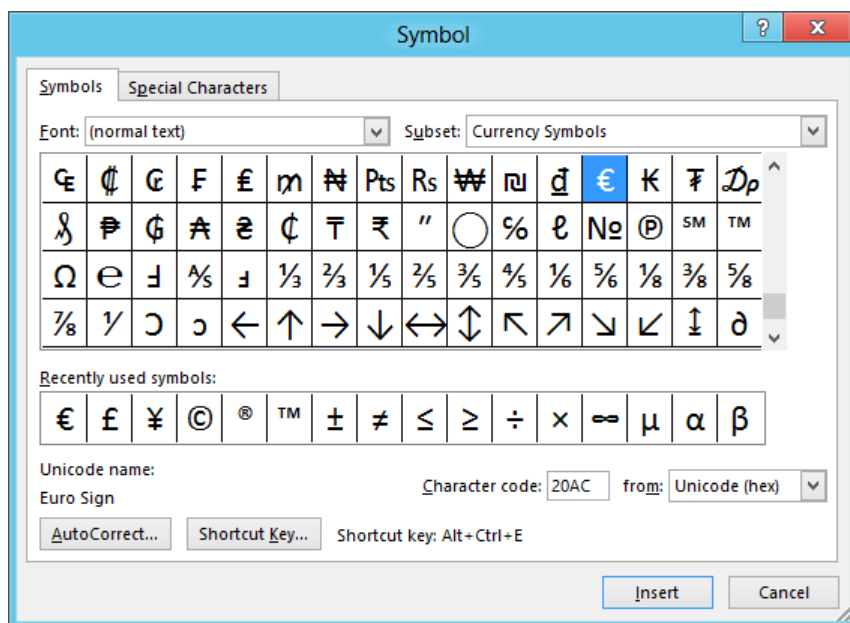 Symbol
? x
Symbols Special Characters
Font: (normal text) Subset: Currency Symbols
₠ ₡ ₢ ₣ ₤ ₥ ₦ ₧ ₨ ₩ ₪ ₫ € ₭ ₮ ₯
₰ ₱ ₲ ₳ ₴ ₵ ₸ ₹ ″ ⃝ ℅ ℓ № ℗ ℠ ™
Ω ℮ Ⅎ ⅍ ⅎ ⅓ ⅔ ⅕ ⅖ ⅗ ⅘ ⅙ ⅚ ⅛ ⅜ ⅝
⅞ ⅟ Ↄ ↄ ← ↑ → ↓ ↔ ↕ ↖ ↗ ↘ ↙ ↨ ∂
Recently used symbols:
€ £ ¥ © ® ™ ± ≠ ≤ ≥ ÷ × ∞ µ α β
Unicode name:
Euro Sign
Character code: 20AC from: Unicode (hex)
AutoCorrect... Shortcut Key... Shortcut key: Alt+Ctrl+E
Insert Cancel